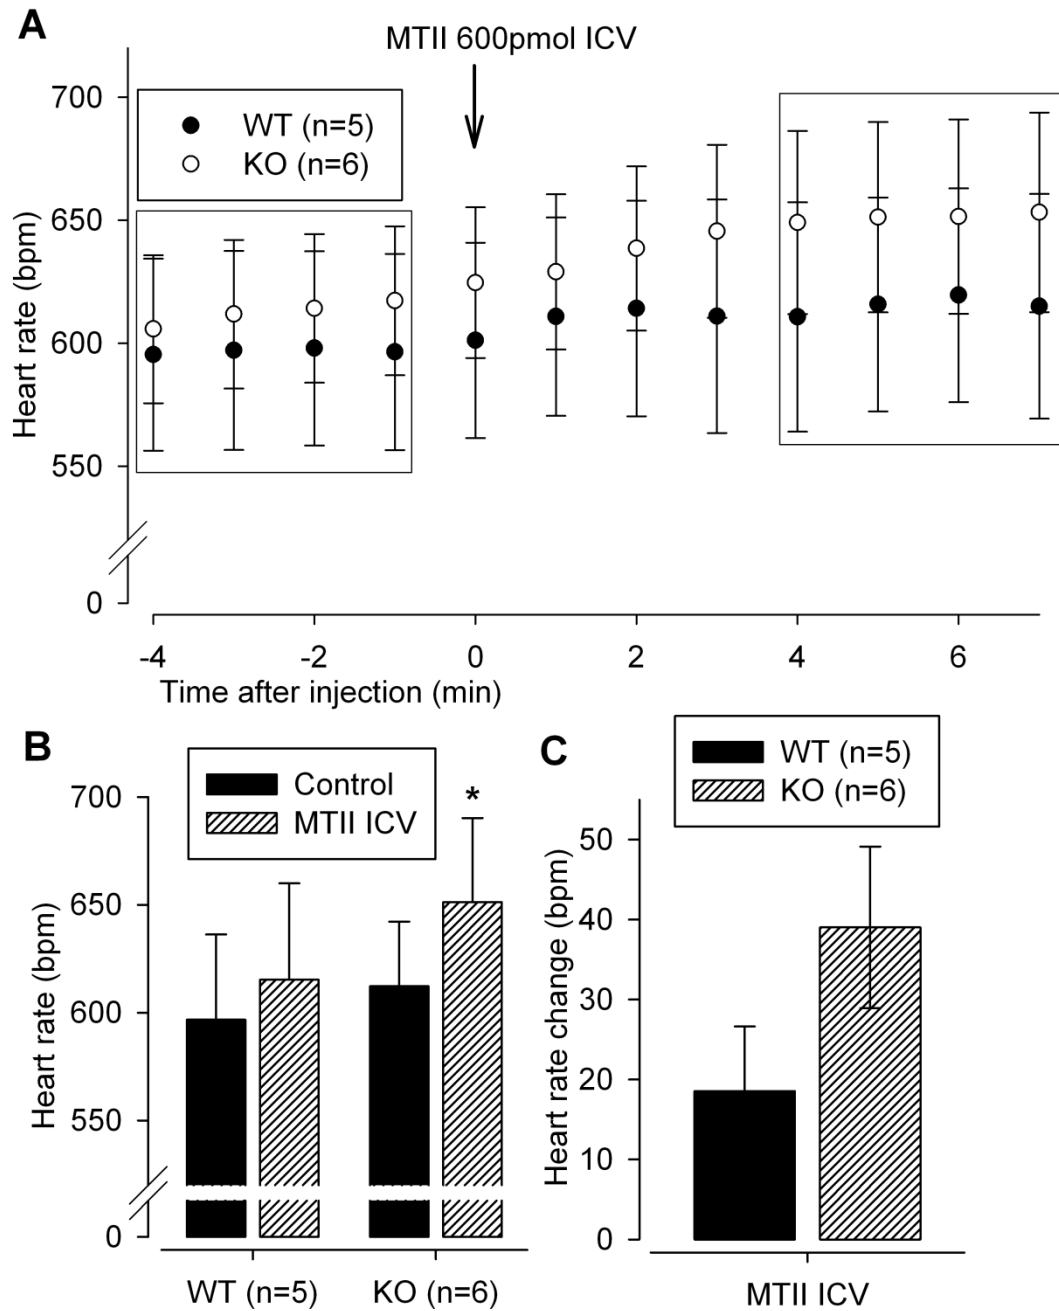 A
MTII 600pmol ICV
WT (n=5)
KO (n=6)
Heart rate (bpm)
700
650
600
550
0
-4 -2 0 2 4 6
Time after injection (min)
B
Control
MTII ICV
*
Heart rate (bpm)
700
650
600
550
0
WT (n=5) KO (n=6)
C
WT (n=5)
KO (n=6)
Heart rate change (bpm)
50
40
30
20
10
0
MTII ICV